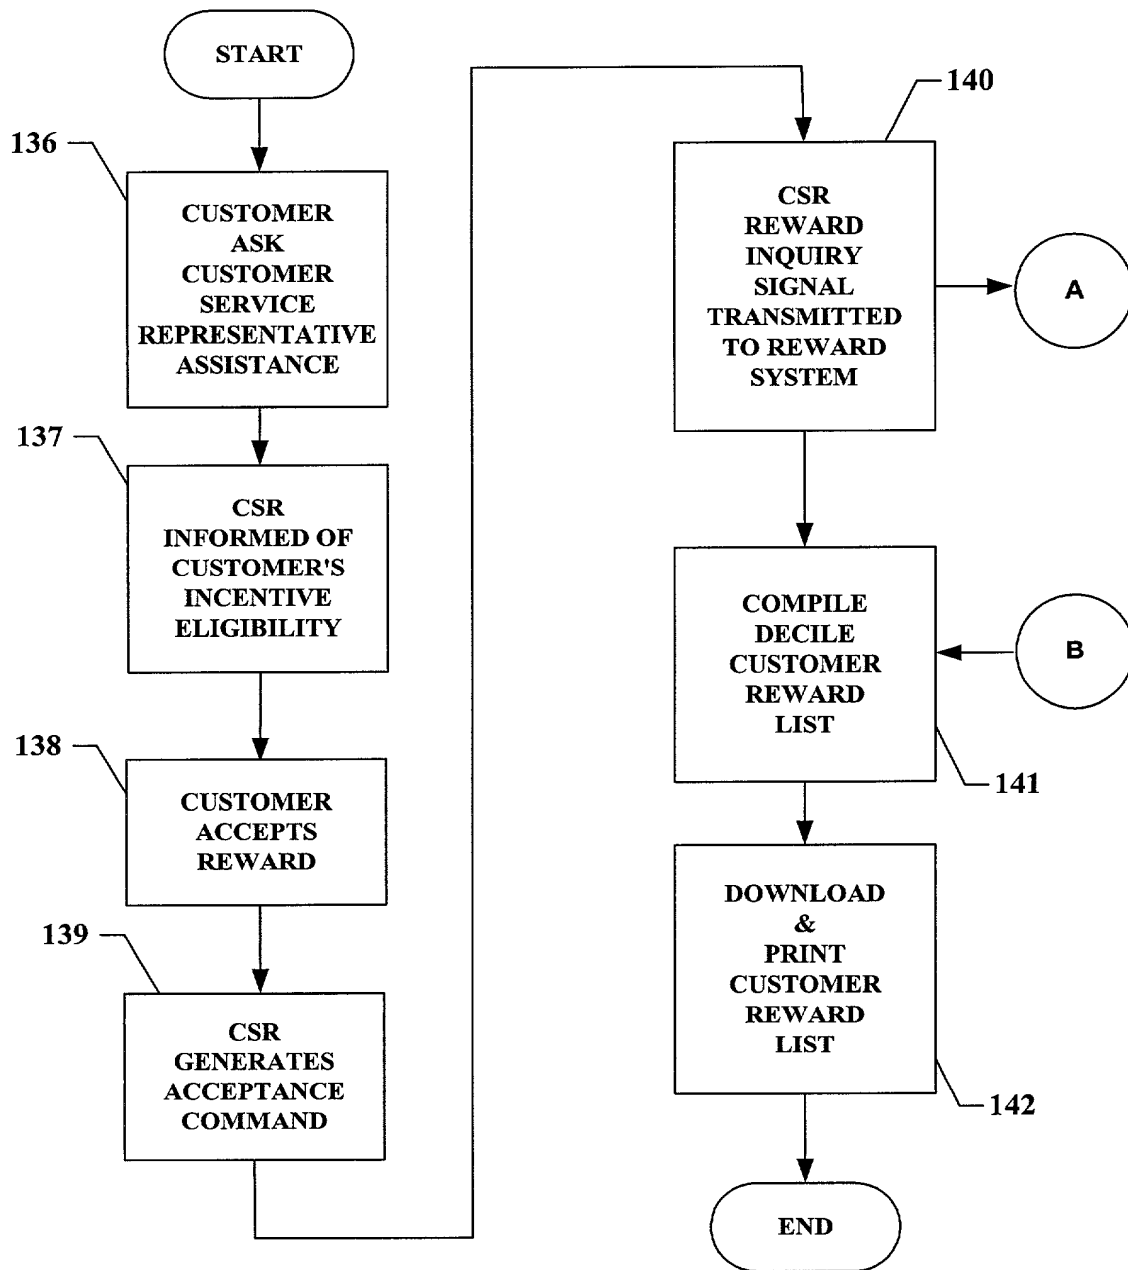 START
136
CUSTOMER
ASK
CUSTOMER
SERVICE
REPRESENTATIVE
ASSISTANCE
137
CSR
INFORMED OF
CUSTOMER'S
INCENTIVE
ELIGIBILITY
138
CUSTOMER
ACCEPTS
REWARD
139
CSR
GENERATES
ACCEPTANCE
COMMAND
140
CSR
REWARD
INQUIRY
SIGNAL
TRANSMITTED
TO REWARD
SYSTEM
A
COMPILE
DECILE
CUSTOMER
REWARD
LIST
B
141
DOWNLOAD
&
PRINT
CUSTOMER
REWARD
LIST
142
END